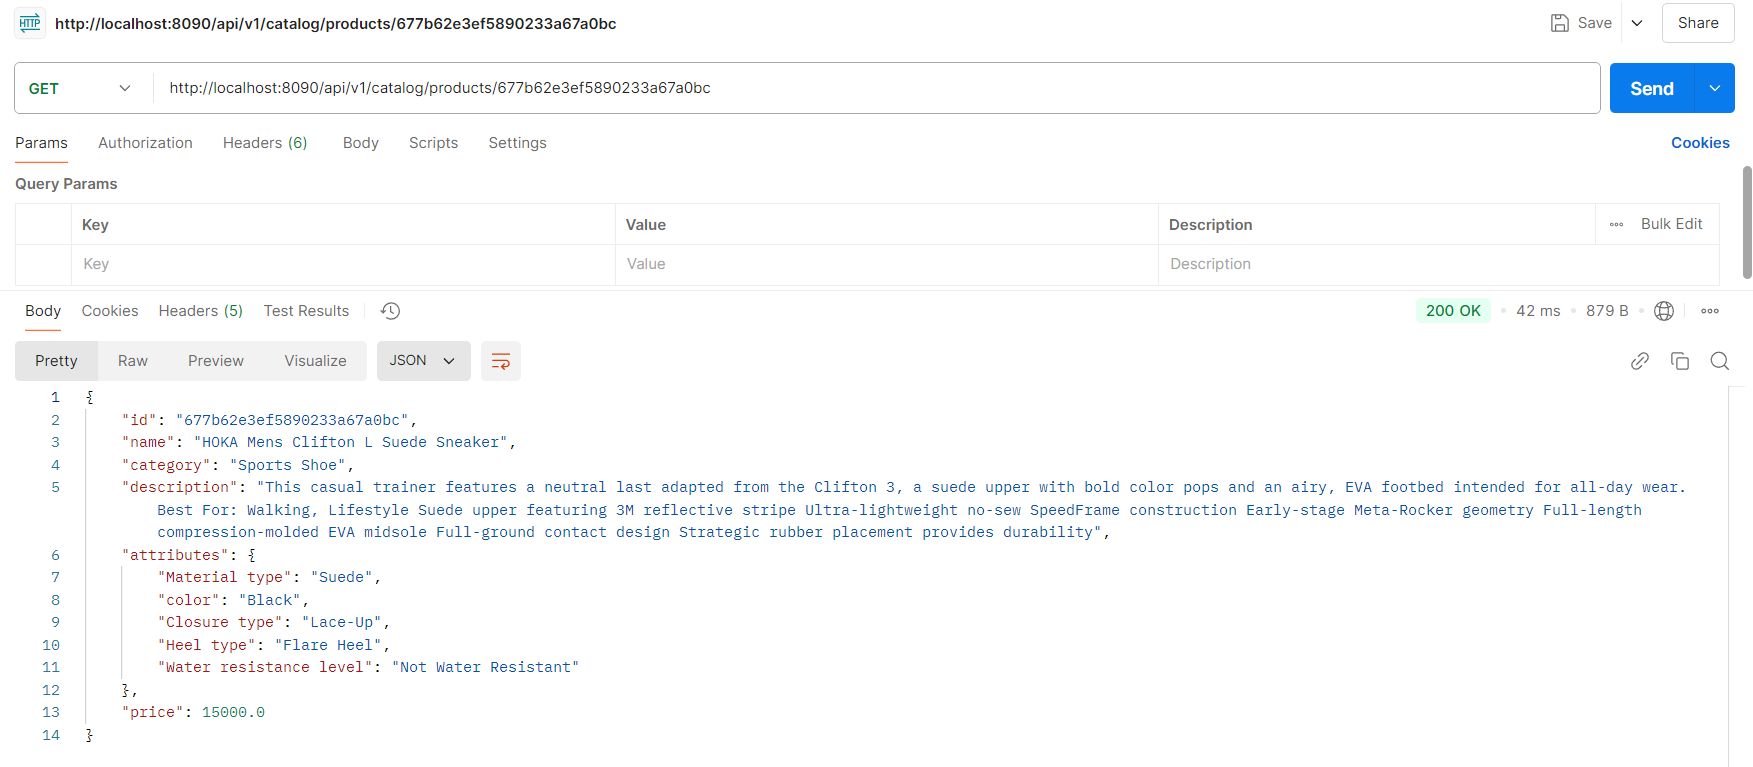 HTTP http://localhost:8090/api/v1/catalog/products/677b62e3ef5890233a67a0bc Save Share
GET http://localhost:8090/api/v1/catalog/products/677b62e3ef5890233a67a0bc Send
Params Authorization Headers (6) Body Scripts Settings Cookies
Query Params
Key Value Description Bulk Edit
Key Value Description
Body Cookies Headers (5) Test Results 200 OK 42 ms 879 B
Pretty Raw Preview Visualize JSON
1 {
2 "id": "677b62e3ef5890233a67a0bc",
3 "name": "HOKA Mens Clifton L Suede Sneaker",
4 "category": "Sports Shoe",
5 "description": "This casual trainer features a neutral last adapted from the Clifton 3, a suede upper with bold color pops and an airy, EVA footbed intended for all-day wear.
Best For: Walking, Lifestyle Suede upper featuring 3M reflective stripe Ultra-lightweight no-sew SpeedFrame construction Early-stage Meta-Rocker geometry Full-length
compression-molded EVA midsole Full-ground contact design Strategic rubber placement provides durability",
6 "attributes": {
7 "Material type": "Suede",
8 "color": "Black",
9 "Closure type": "Lace-Up",
10 "Heel type": "Flare Heel",
11 "Water resistance level": "Not Water Resistant"
12 },
13 "price": 15000.0
14 }